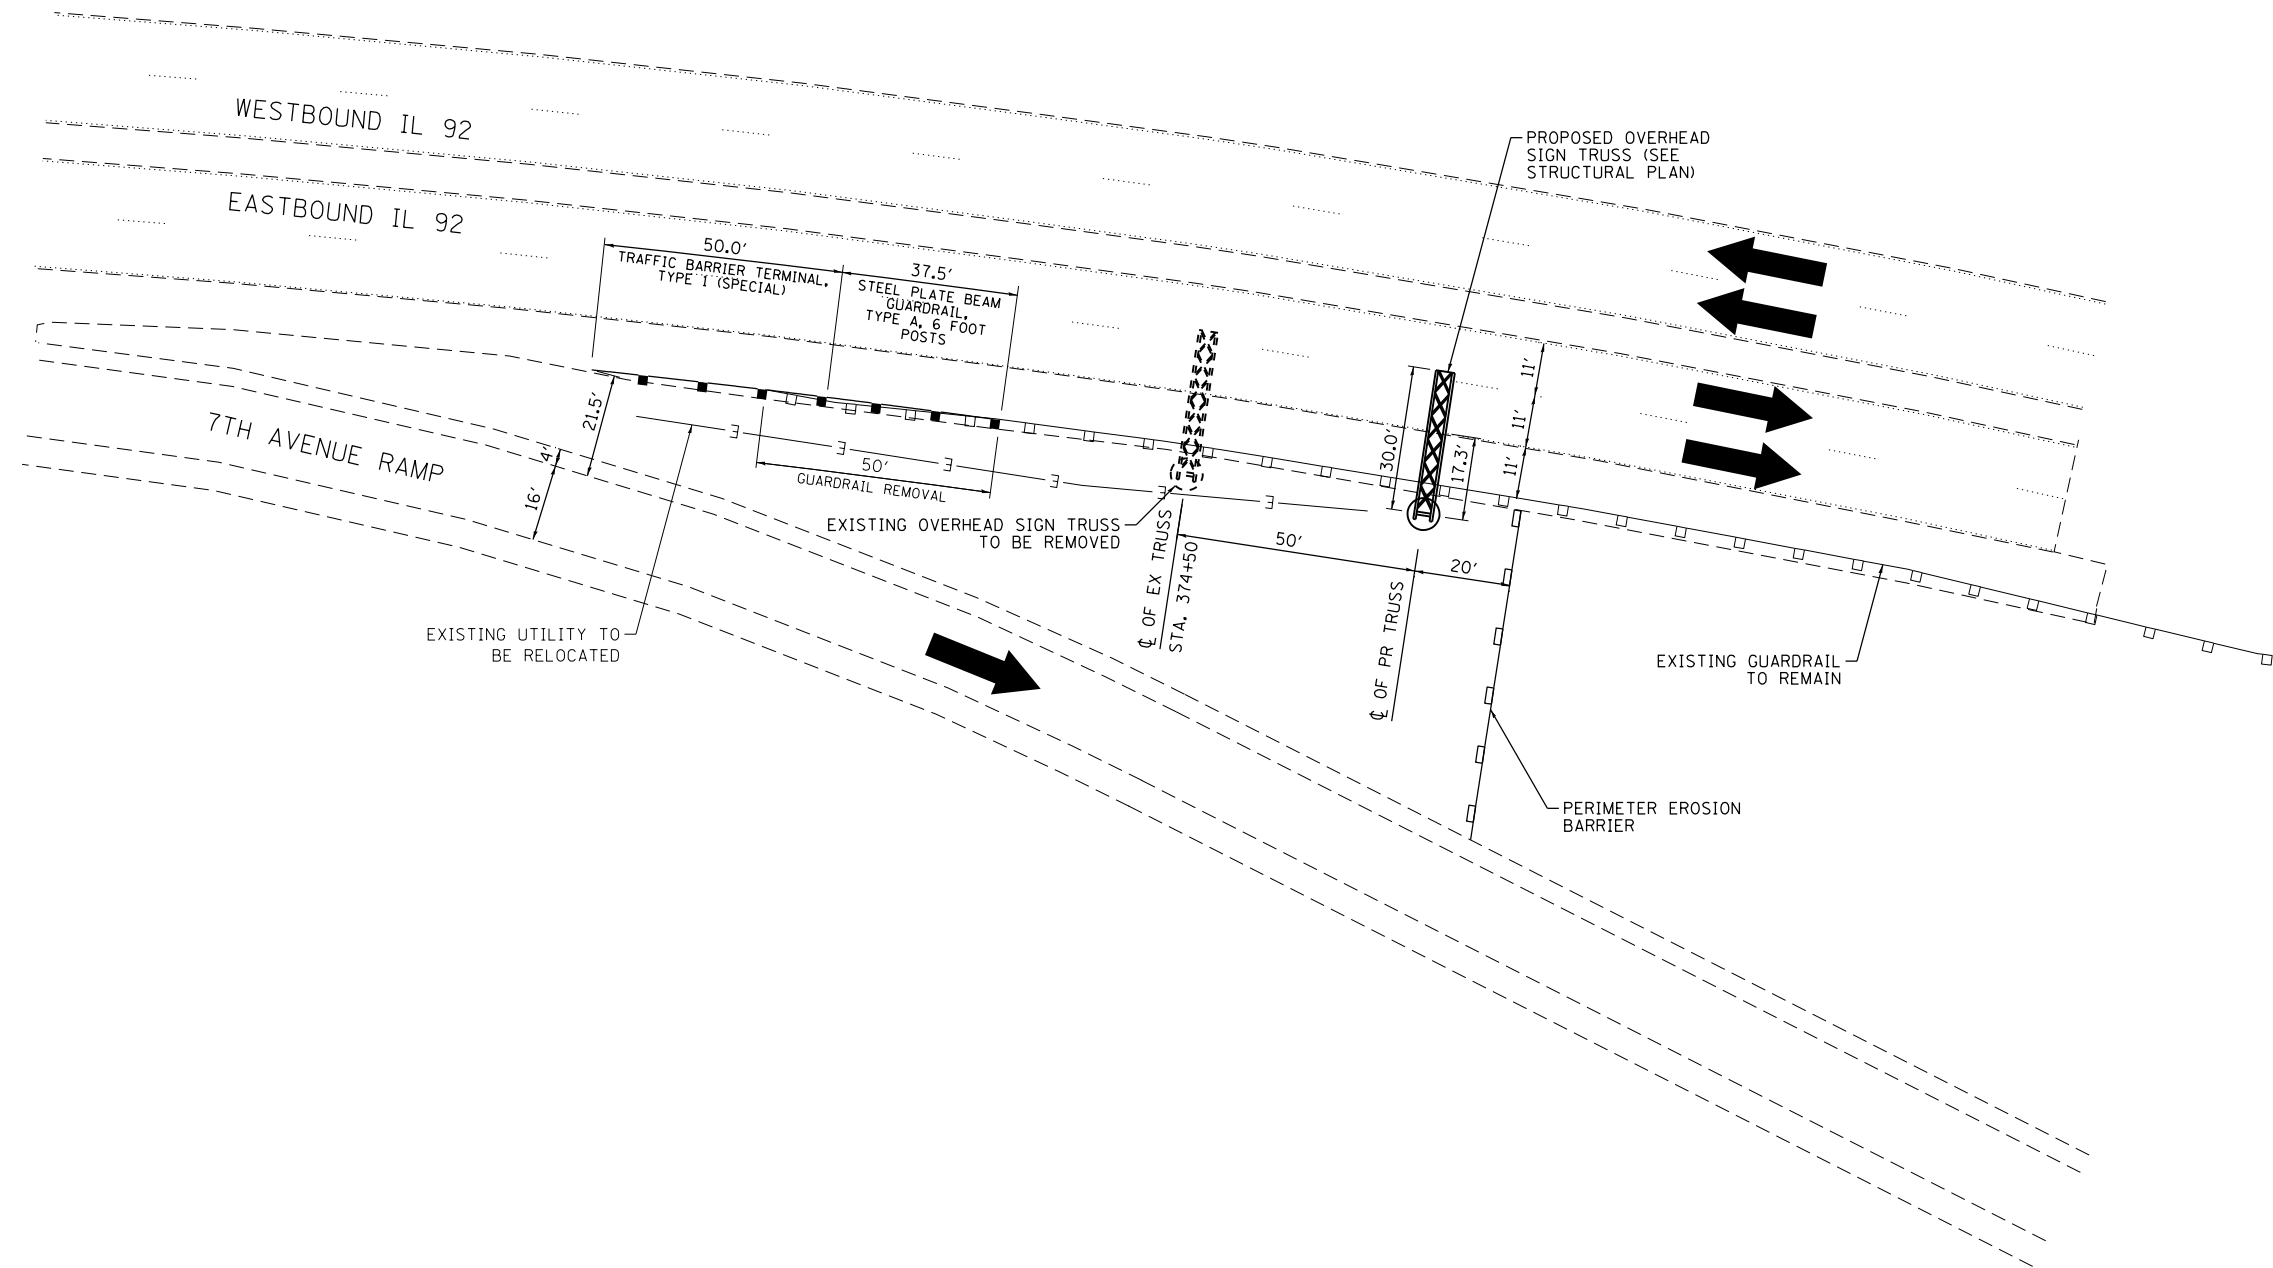 WESTBOUND IL 92
EASTBOUND IL 92
PROPOSED OVERHEAD
SIGN TRUSS (SEE
STRUCTURAL PLAN)
50.0'
TRAFFIC BARRIER TERMINAL,
TYPE 1 (SPECIAL)
37.5'
STEEL PLATE BEAM
GUARDRAIL,
TYPE A, 6 FOOT
POSTS
11'
11'
11'
30.0'
17.3'
21.5'
4'
16'
7TH AVENUE RAMP
50'
GUARDRAIL REMOVAL
EXISTING OVERHEAD SIGN TRUSS
TO BE REMOVED
50'
20'
℄ OF EX TRUSS
STA. 374+50
℄ OF PR TRUSS
EXISTING UTILITY TO
BE RELOCATED
EXISTING GUARDRAIL
TO REMAIN
PERIMETER EROSION
BARRIER